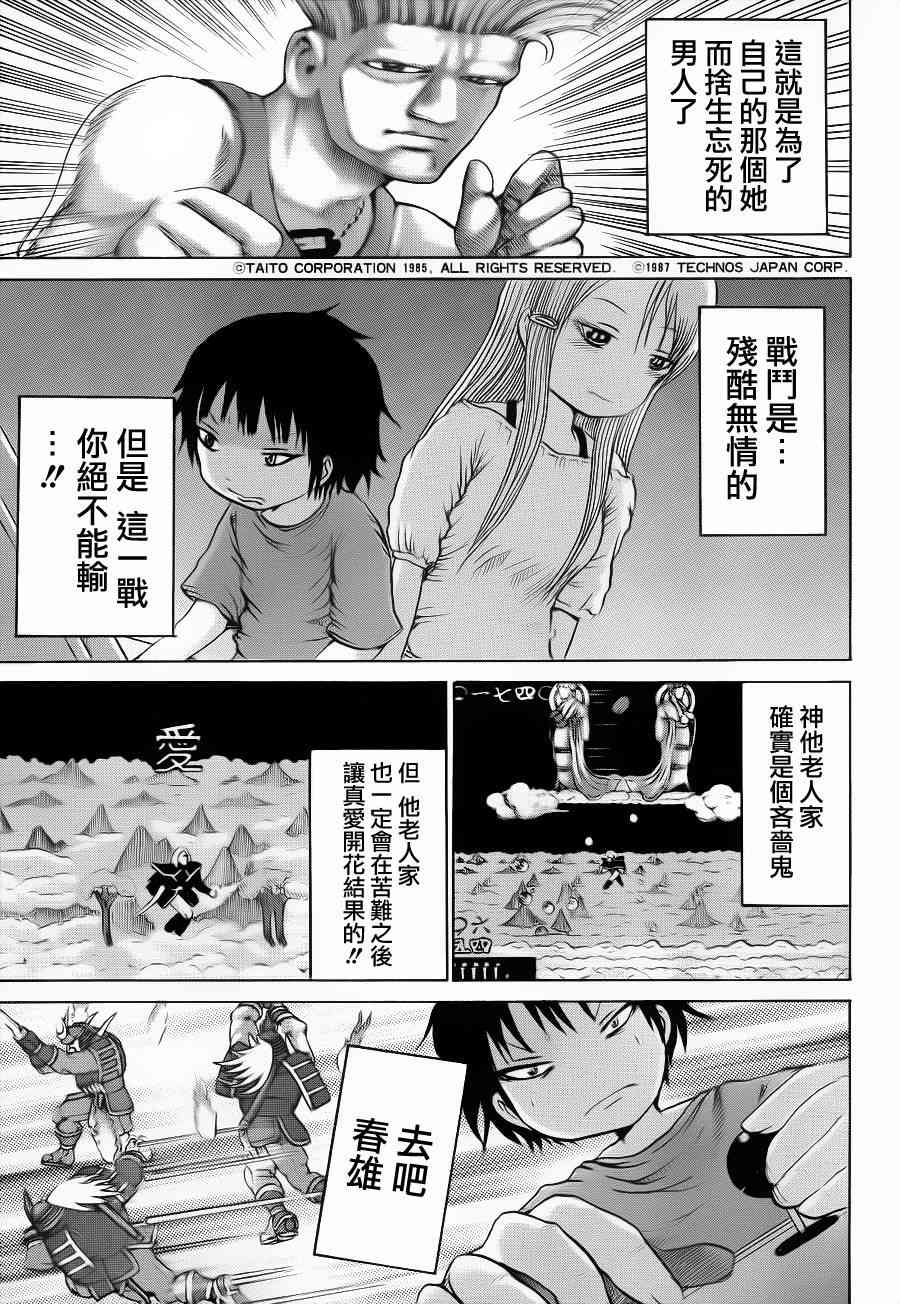 這就是為了
自己的那個她
而捨生忘死的
男人了
©TAITO CORPORATION 1985, ALL RIGHTS RESERVED. ©1987 TECHNOS JAPAN CORP.
戰鬥是…
殘酷無情的
但是 這一戰
你絕不能輸
…!!
神他老人家
確實是個吝嗇鬼
一七四〇
六
四
但 他老人家
也一定會在苦難之後
讓真愛開花結果的!!
愛
去吧
春雄